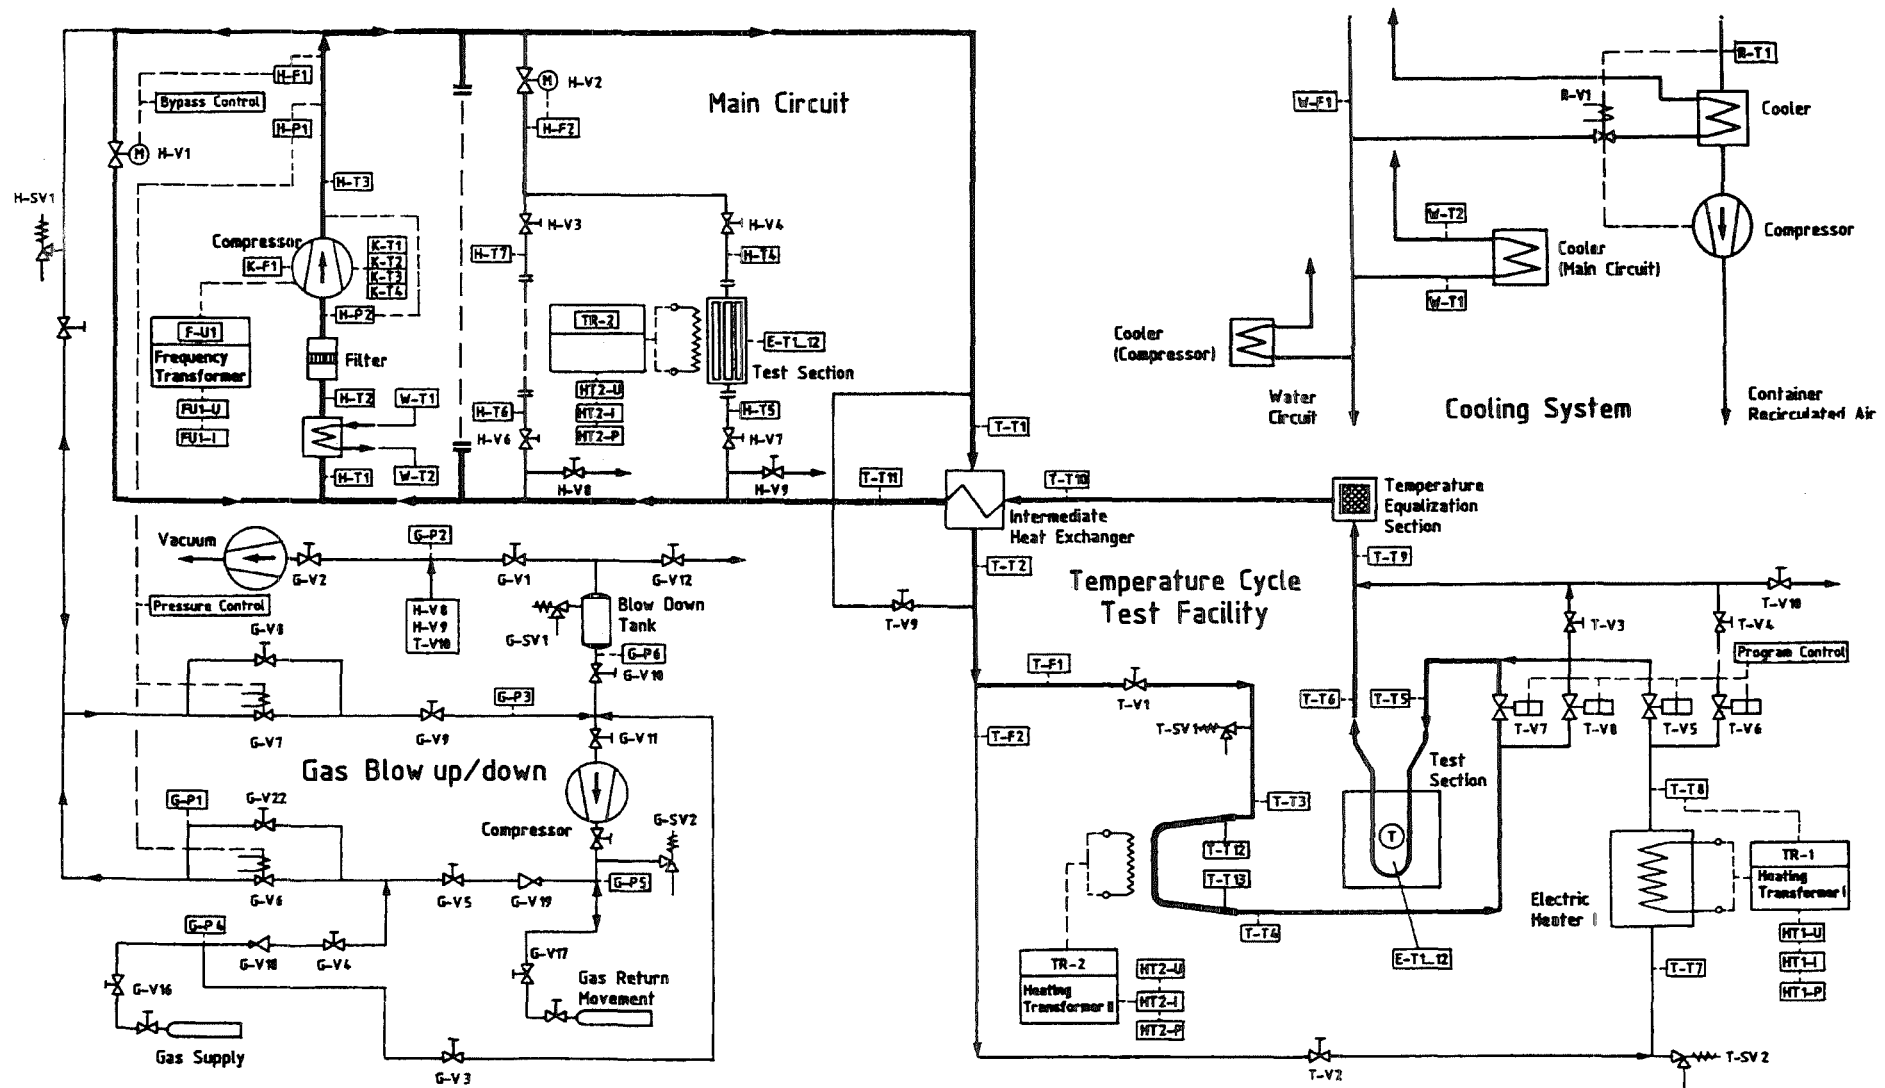 Main Circuit
H-F1
Bypass Control
H-P1
M
H-V1
H-T3
H-SV1
Compressor
K-F1
K-T1
K-T2
K-T3
K-T4
H-P2
F-U1
Frequency
Transformer
FU1-U
FU1-I
Filter
H-T2
W-T1
W-T2
H-T1
M
H-V2
H-F2
H-V3
H-V4
H-T7
H-T4
TR-2
E-T1_12
Test Section
HT2-U
HT2-I
HT2-P
H-T6
H-V6
H-T5
H-V7
H-V8
H-V9
T-T11
T-T1
R-T1
R-V1
W-F1
Cooler
W-T2
Cooler
(Main Circuit)
W-T1
Compressor
Cooler
(Compressor)
Water
Circuit
Cooling System
Container
Recirculated Air
Vacuum
G-V2
G-P2
G-V1
G-V12
H-V8
H-V9
T-V10
Pressure Control
G-SV1
Blow Down
Tank
G-P6
G-V10
G-V8
G-V7
G-V9
G-P3
G-V11
Gas Blow up/down
Compressor
G-SV2
G-P1
G-V22
G-V6
G-V5
G-V19
G-P5
G-P4
G-V18
G-V4
G-V16
Gas Supply
G-V17
Gas Return
Movement
G-V3
T-T10
Intermediate
Heat Exchanger
Temperature
Equalization
Section
T-T9
T-T2
T-V9
Temperature Cycle
Test Facility
T-V10
T-V3
T-V4
Program Control
T-F1
T-V1
T-F2
T-SV1
T-T6
T-T5
T-V7
T-V8
T-V5
T-V6
Test
Section
T
T-T3
T-T12
T-T13
T-T4
E-T1_12
T-T8
TR-1
Heating
Transformer I
Electric
Heater I
HT1-U
HT1-I
HT1-P
T-T7
TR-2
Heating
Transformer II
HT2-U
HT2-I
HT2-P
T-V2
T-SV2